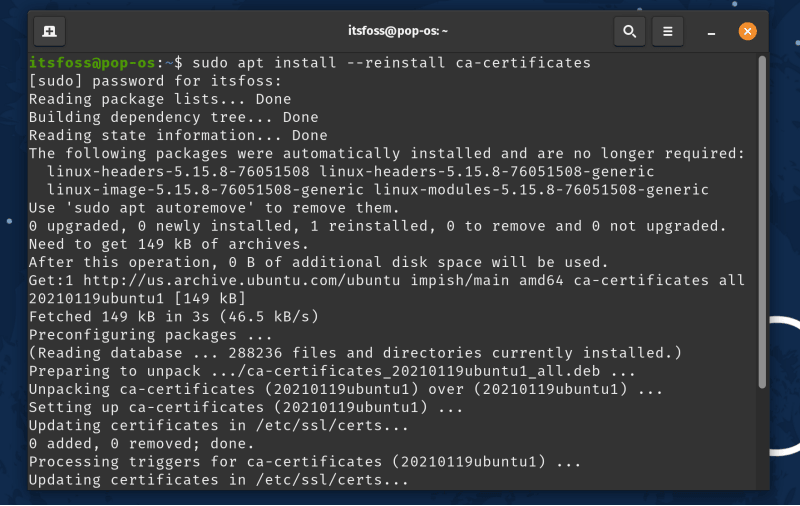 itsfoss@pop-os: ~
itsfoss@pop-os:~$ sudo apt install --reinstall ca-certificates
[sudo] password for itsfoss:
Reading package lists... Done
Building dependency tree... Done
Reading state information... Done
The following packages were automatically installed and are no longer required:
  linux-headers-5.15.8-76051508 linux-headers-5.15.8-76051508-generic
  linux-image-5.15.8-76051508-generic linux-modules-5.15.8-76051508-generic
Use 'sudo apt autoremove' to remove them.
0 upgraded, 0 newly installed, 1 reinstalled, 0 to remove and 0 not upgraded.
Need to get 149 kB of archives.
After this operation, 0 B of additional disk space will be used.
Get:1 http://us.archive.ubuntu.com/ubuntu impish/main amd64 ca-certificates all
20210119ubuntu1 [149 kB]
Fetched 149 kB in 3s (46.5 kB/s)
Preconfiguring packages ...
(Reading database ... 288236 files and directories currently installed.)
Preparing to unpack .../ca-certificates_20210119ubuntu1_all.deb ...
Unpacking ca-certificates (20210119ubuntu1) over (20210119ubuntu1) ...
Setting up ca-certificates (20210119ubuntu1) ...
Updating certificates in /etc/ssl/certs...
0 added, 0 removed; done.
Processing triggers for ca-certificates (20210119ubuntu1) ...
Updating certificates in /etc/ssl/certs...